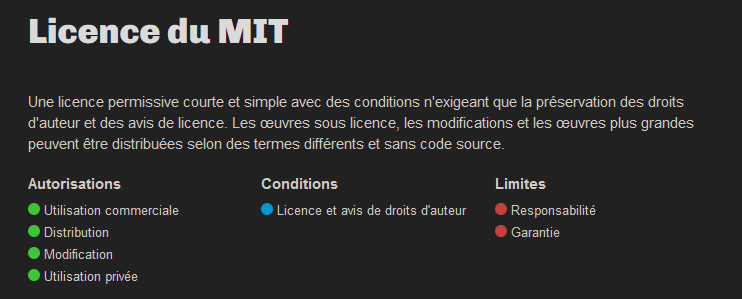 Licence du MIT
Une licence permissive courte et simple avec des conditions n'exigeant que la préservation des droits
d'auteur et des avis de licence. Les œuvres sous licence, les modifications et les œuvres plus grandes
peuvent être distribuées selon des termes différents et sans code source.
Autorisations
Utilisation commerciale
Distribution
Modification
Utilisation privée
Conditions
Licence et avis de droits d'auteur
Limites
Responsabilité
Garantie